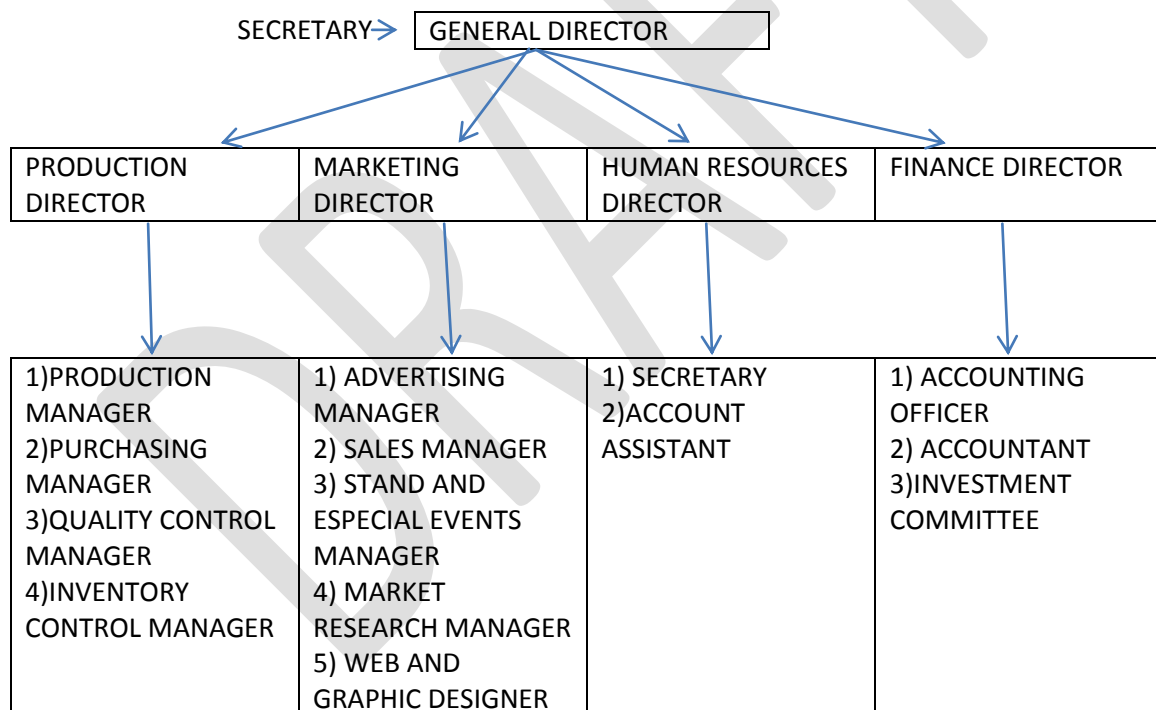 SECRETARY
GENERAL DIRECTOR
PRODUCTION
DIRECTOR
MARKETING
DIRECTOR
HUMAN RESOURCES
DIRECTOR
FINANCE DIRECTOR
1)PRODUCTION
MANAGER
2)PURCHASING
MANAGER
3)QUALITY CONTROL
MANAGER
4)INVENTORY
CONTROL MANAGER
1) ADVERTISING
MANAGER
2) SALES MANAGER
3) STAND AND
ESPECIAL EVENTS
MANAGER
4) MARKET
RESEARCH MANAGER
5) WEB AND
GRAPHIC DESIGNER
1) SECRETARY
2)ACCOUNT
ASSISTANT
1) ACCOUNTING
OFFICER
2) ACCOUNTANT
3)INVESTMENT
COMMITTEE
DRAFT